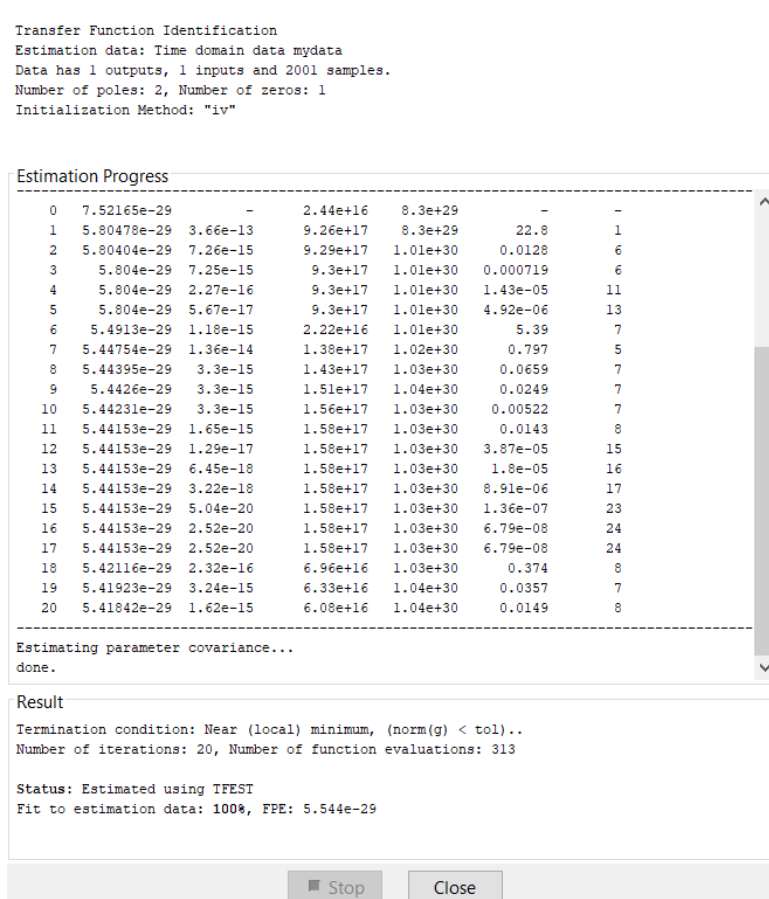 Transfer Function Identification
Estimation data: Time domain data mydata
Data has 1 outputs, 1 inputs and 2001 samples.
Number of poles: 2, Number of zeros: 1
Initialization Method: "iv"
Estimation Progress
--------------------------------------------------------------------------------------------
0 7.52165e-29 - 2.44e+16 8.3e+29 - -
1 5.80478e-29 3.66e-13 9.26e+17 8.3e+29 22.8 1
2 5.80404e-29 7.26e-15 9.29e+17 1.01e+30 0.0128 6
3 5.804e-29 7.25e-15 9.3e+17 1.01e+30 0.000719 6
4 5.804e-29 2.27e-16 9.3e+17 1.01e+30 1.43e-05 11
5 5.804e-29 5.67e-17 9.3e+17 1.01e+30 4.92e-06 13
6 5.4913e-29 1.18e-15 2.22e+16 1.01e+30 5.39 7
7 5.44754e-29 1.36e-14 1.38e+17 1.02e+30 0.797 5
8 5.44395e-29 3.3e-15 1.43e+17 1.03e+30 0.0659 7
9 5.4426e-29 3.3e-15 1.51e+17 1.04e+30 0.0249 7
10 5.44231e-29 3.3e-15 1.56e+17 1.03e+30 0.00522 7
11 5.44153e-29 1.65e-15 1.58e+17 1.03e+30 0.0143 8
12 5.44153e-29 1.29e-17 1.58e+17 1.03e+30 3.87e-05 15
13 5.44153e-29 6.45e-18 1.58e+17 1.03e+30 1.8e-05 16
14 5.44153e-29 3.22e-18 1.58e+17 1.03e+30 8.91e-06 17
15 5.44153e-29 5.04e-20 1.58e+17 1.03e+30 1.36e-07 23
16 5.44153e-29 2.52e-20 1.58e+17 1.03e+30 6.79e-08 24
17 5.44153e-29 2.52e-20 1.58e+17 1.03e+30 6.79e-08 24
18 5.42116e-29 2.32e-16 6.96e+16 1.03e+30 0.374 8
19 5.41923e-29 3.24e-15 6.33e+16 1.04e+30 0.0357 7
20 5.41842e-29 1.62e-15 6.08e+16 1.04e+30 0.0149 8
--------------------------------------------------------------------------------------------
Estimating parameter covariance...
done.
Result
Termination condition: Near (local) minimum, (norm(g) < tol)..
Number of iterations: 20, Number of function evaluations: 313
Status: Estimated using TFEST
Fit to estimation data: 100%, FPE: 5.544e-29
Stop Close